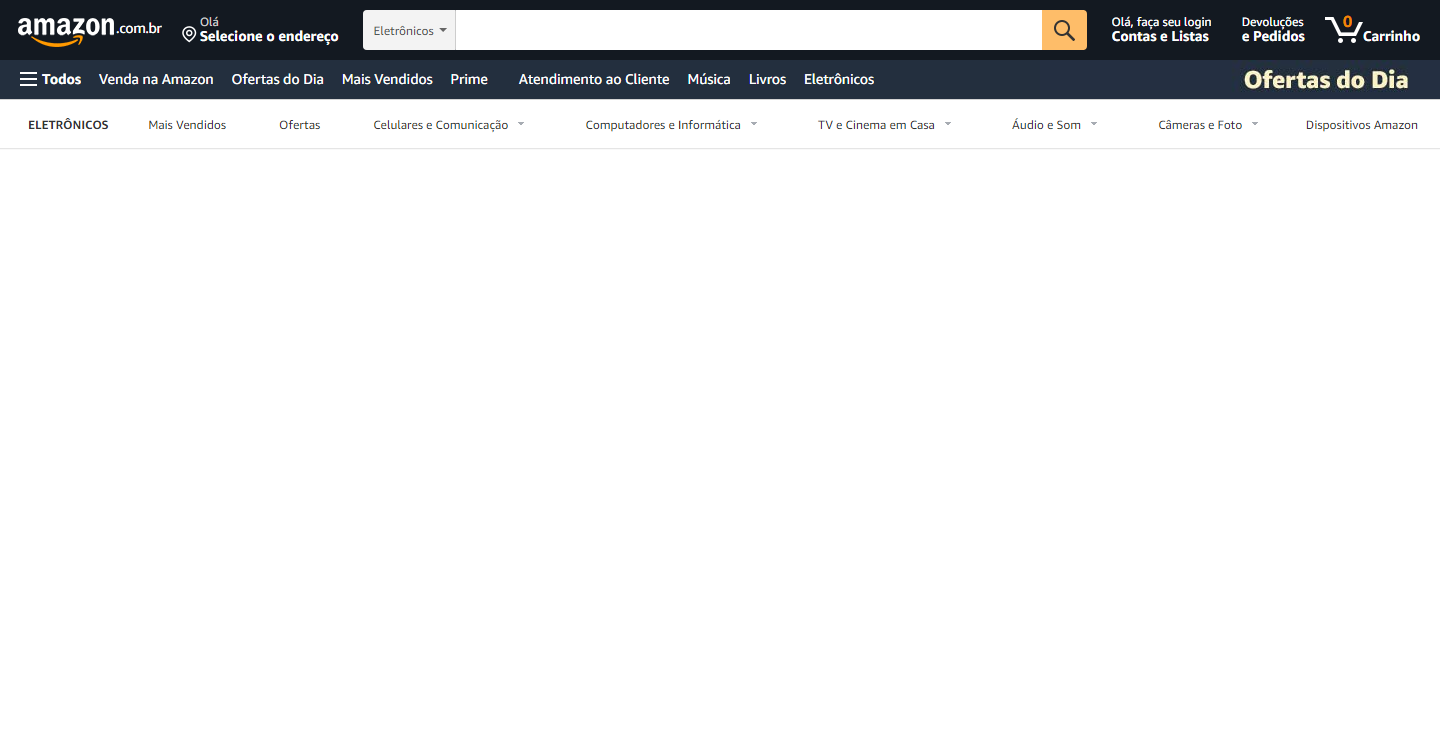 amazon.com.br
Olá
Selecione o endereço
Eletrônicos
Olá, faça seu login
Contas e Listas
Devoluções
e Pedidos
0
Carrinho
Todos
Venda na Amazon
Ofertas do Dia
Mais Vendidos
Prime
Atendimento ao Cliente
Música
Livros
Eletrônicos
Ofertas do Dia
ELETRÔNICOS
Mais Vendidos
Ofertas
Celulares e Comunicação
Computadores e Informática
TV e Cinema em Casa
Áudio e Som
Câmeras e Foto
Dispositivos Amazon